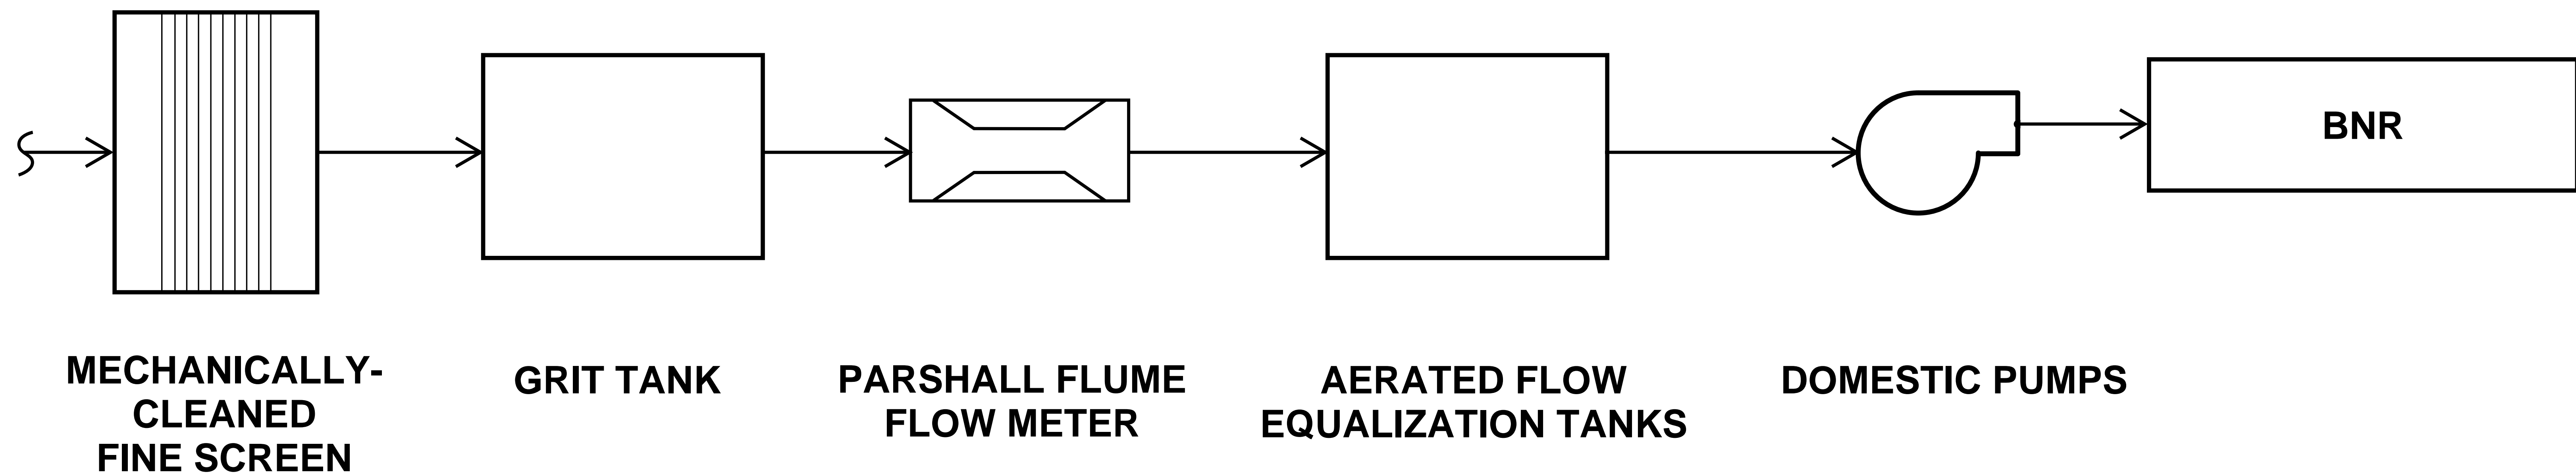 BNR
MECHANICALLY-
CLEANED
FINE SCREEN
GRIT TANK
PARSHALL FLUME
FLOW METER
AERATED FLOW
EQUALIZATION TANKS
DOMESTIC PUMPS